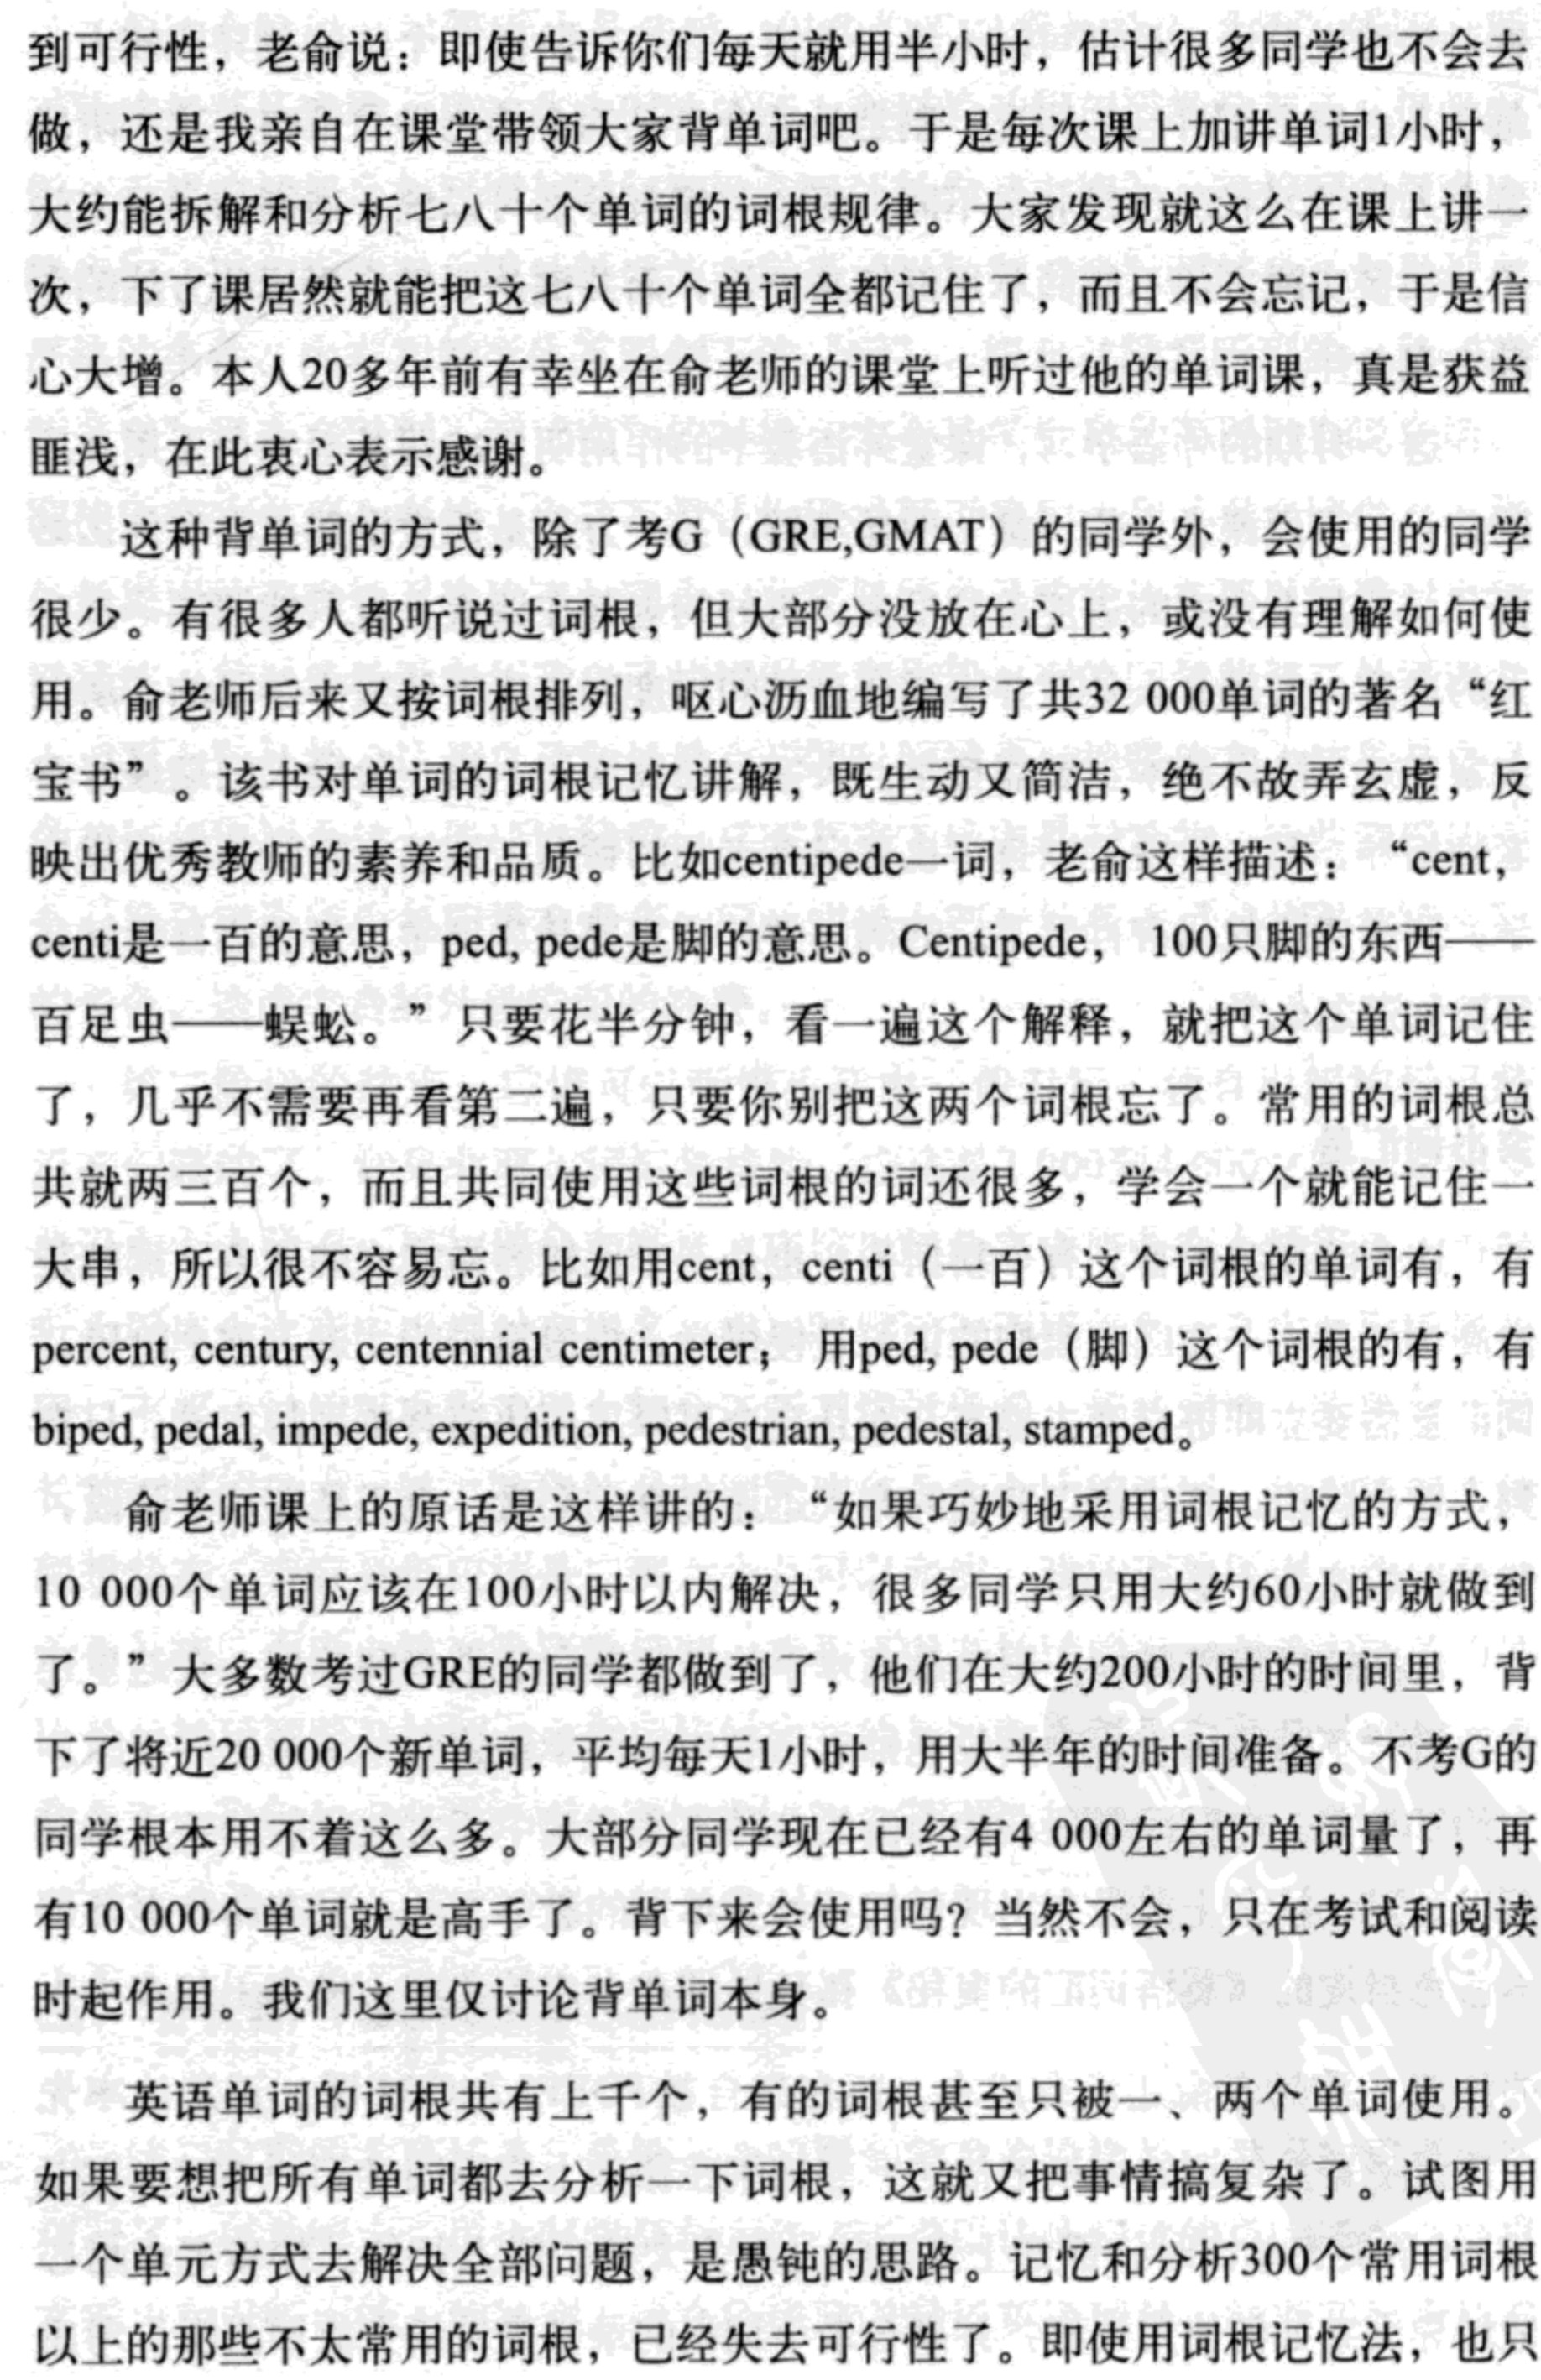 到可行性，老俞说：即使告诉你们每天就用半小时，估计很多同学也不会去
做，还是我亲自在课堂带领大家背单词吧。于是每次课上加讲单词1小时，
大约能拆解和分析七八十个单词的词根规律。大家发现就这么在课上讲一
次，下了课居然就能把这七八十个单词全都记住了，而且不会忘记，于是信
心大增。本人20多年前有幸坐在俞老师的课堂上听过他的单词课，真是获益
匪浅，在此衷心表示感谢。
这种背单词的方式，除了考G（GRE,GMAT）的同学外，会使用的同学
很少。有很多人都听说过词根，但大部分没放在心上，或没有理解如何使
用。俞老师后来又按词根排列，呕心沥血地编写了共32 000单词的著名“红
宝书”。该书对单词的词根记忆讲解，既生动又简洁，绝不故弄玄虚，反
映出优秀教师的素养和品质。比如centipede一词，老俞这样描述：“cent，
centi是一百的意思，ped, pede是脚的意思。Centipede， 100只脚的东西——
百足虫——蜈蚣。”只要花半分钟，看一遍这个解释，就把这个单词记住
了，几乎不需要再看第二遍，只要你别把这两个词根忘了。常用的词根总
共就两三百个，而且共同使用这些词根的词还很多，学会一个就能记住一
大串，所以很不容易忘。比如用cent，centi（一百）这个词根的单词有，有
percent, century, centennial centimeter； 用ped, pede（脚）这个词根的有，有
biped, pedal, impede, expedition, pedestrian, pedestal, stamped。
俞老师课上的原话是这样讲的：“如果巧妙地采用词根记忆的方式，
10 000个单词应该在100小时以内解决，很多同学只用大约60小时就做到
了。”大多数考过GRE的同学都做到了，他们在大约200小时的时间里，背
下了将近20 000个新单词，平均每天1小时，用大半年的时间准备。不考G的
同学根本用不着这么多。大部分同学现在已经有4 000左右的单词量了，再
有10 000个单词就是高手了。背下来会使用吗？当然不会，只在考试和阅读
时起作用。我们这里仅讨论背单词本身。
英语单词的词根共有上千个，有的词根甚至只被一、两个单词使用。
如果要想把所有单词都去分析一下词根，这就又把事情搞复杂了。试图用
一个单元方式去解决全部问题，是愚钝的思路。记忆和分析300个常用词根
以上的那些不太常用的词根，已经失去可行性了。即使用词根记忆法，也只